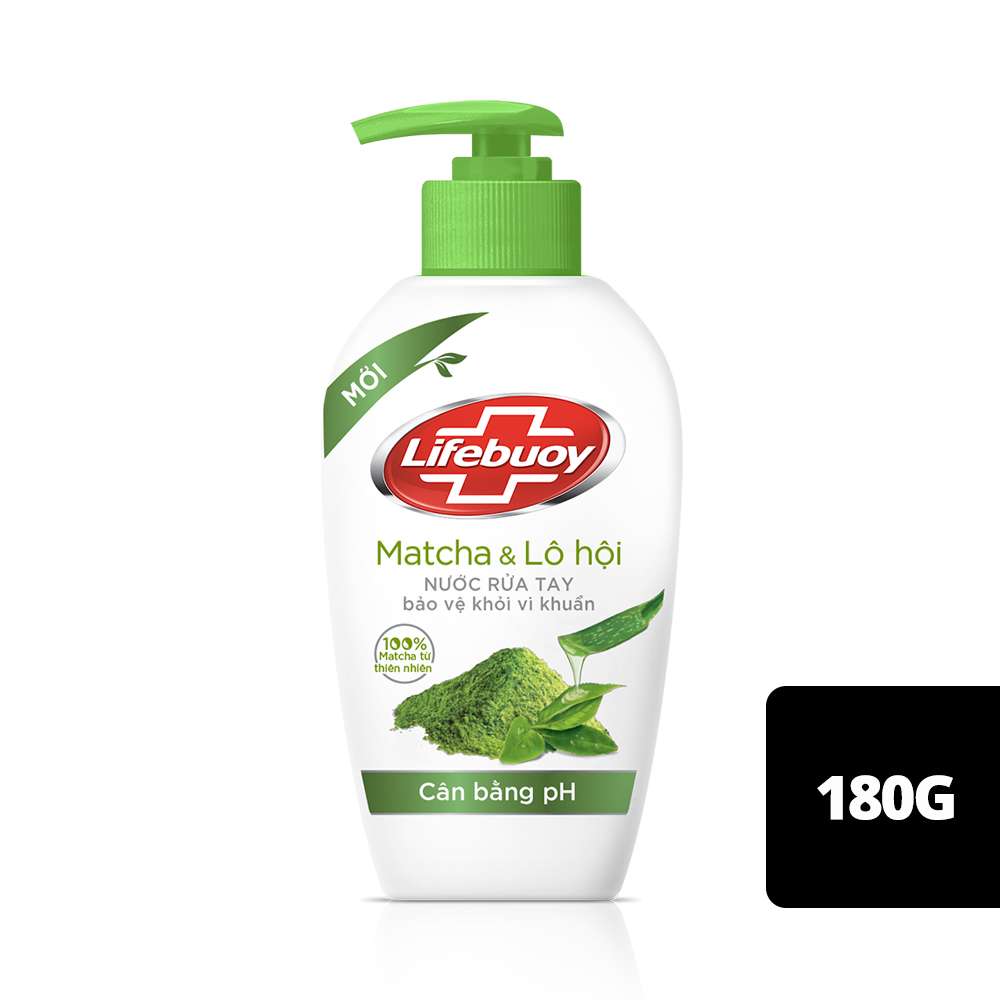 MỚI
Lifebuoy
Matcha & Lô hội
NƯỚC RỬA TAY
bảo vệ khỏi vi khuẩn
100%
Matcha từ
thiên nhiên
Cân bằng pH
180G